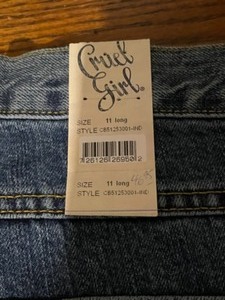 Cruel
Girl®
SIZE 11 long
STYLE CB51253001-IND
SIZE 11 long
STYLE CB51253001-IND